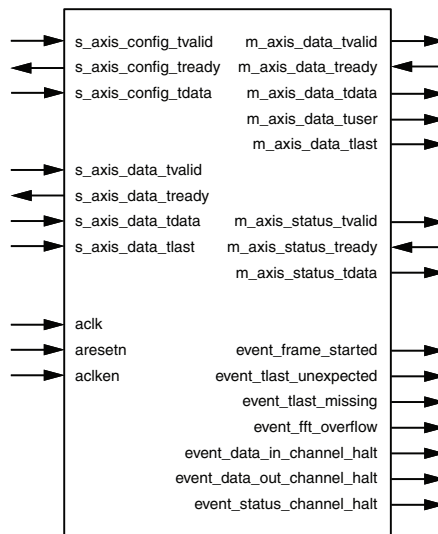 s_axis_config_tvalid
s_axis_config_tready
s_axis_config_tdata
s_axis_data_tvalid
s_axis_data_tready
s_axis_data_tdata
s_axis_data_tlast
aclk
aresetn
aclken
m_axis_data_tvalid
m_axis_data_tready
m_axis_data_tdata
m_axis_data_tuser
m_axis_data_tlast
m_axis_status_tvalid
m_axis_status_tready
m_axis_status_tdata
event_frame_started
event_tlast_unexpected
event_tlast_missing
event_fft_overflow
event_data_in_channel_halt
event_data_out_channel_halt
event_status_channel_halt